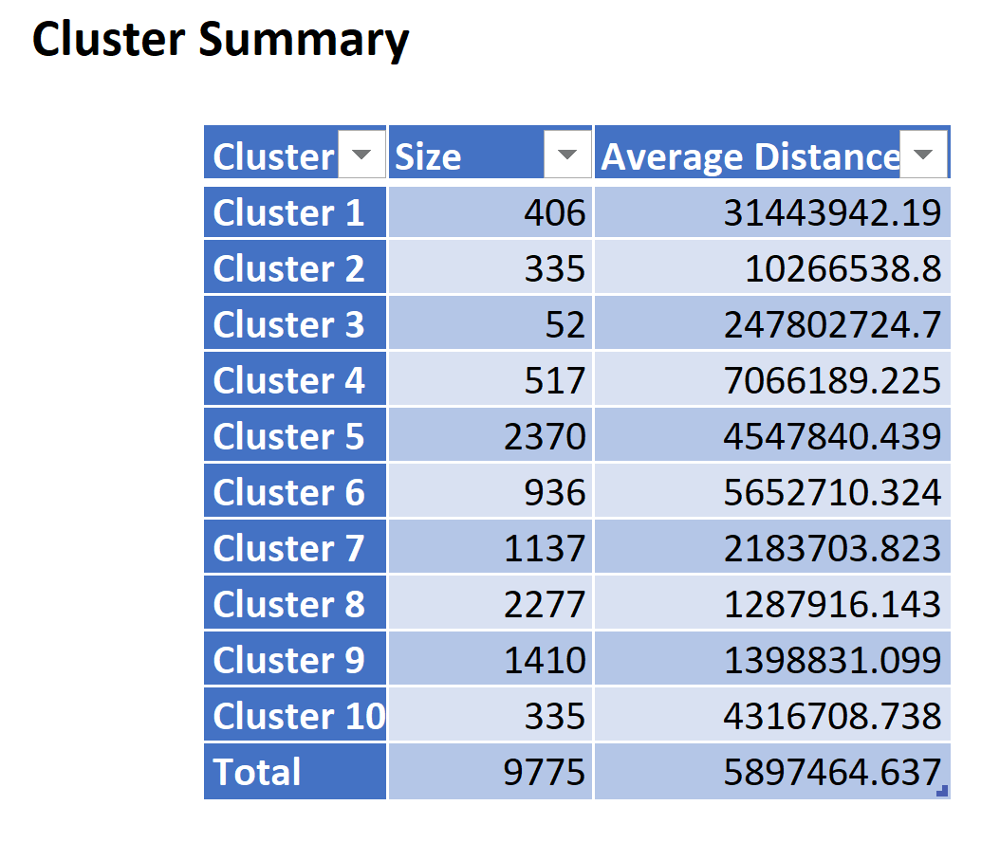 Cluster Summary
Cluster Size Average Distance
Cluster 1 406 31443942.19
Cluster 2 335 10266538.8
Cluster 3 52 247802724.7
Cluster 4 517 7066189.225
Cluster 5 2370 4547840.439
Cluster 6 936 5652710.324
Cluster 7 1137 2183703.823
Cluster 8 2277 1287916.143
Cluster 9 1410 1398831.099
Cluster 10 335 4316708.738
Total 9775 5897464.637